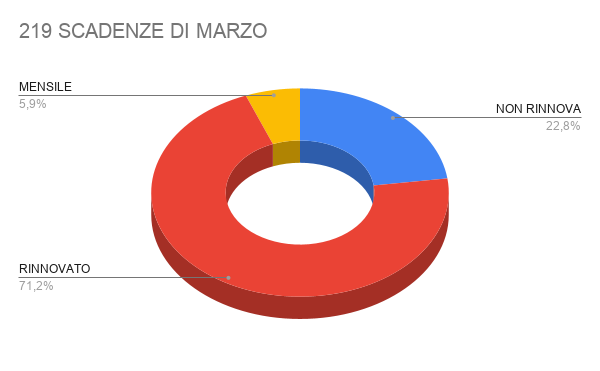 219 SCADENZE DI MARZO
MENSILE
5,9%
NON RINNOVA
22,8%
RINNOVATO
71,2%